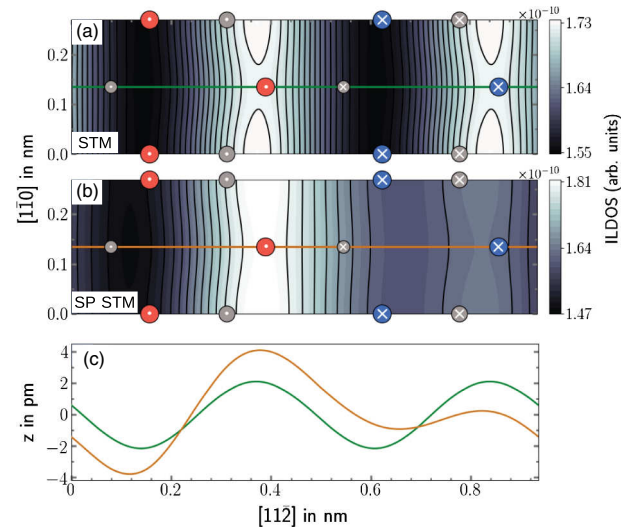 (a)
STM
0.0
0.1
0.2
×10⁻¹⁰
1.73
1.64
1.55
(b)
SP STM
0.0
0.1
0.2
×10⁻¹⁰
1.81
1.64
1.47
[11̄0] in nm
ILDOS (arb. units)
(c)
4
2
0
−2
−4
z in pm
0 0.2 0.4 0.6 0.8
[112̄] in nm